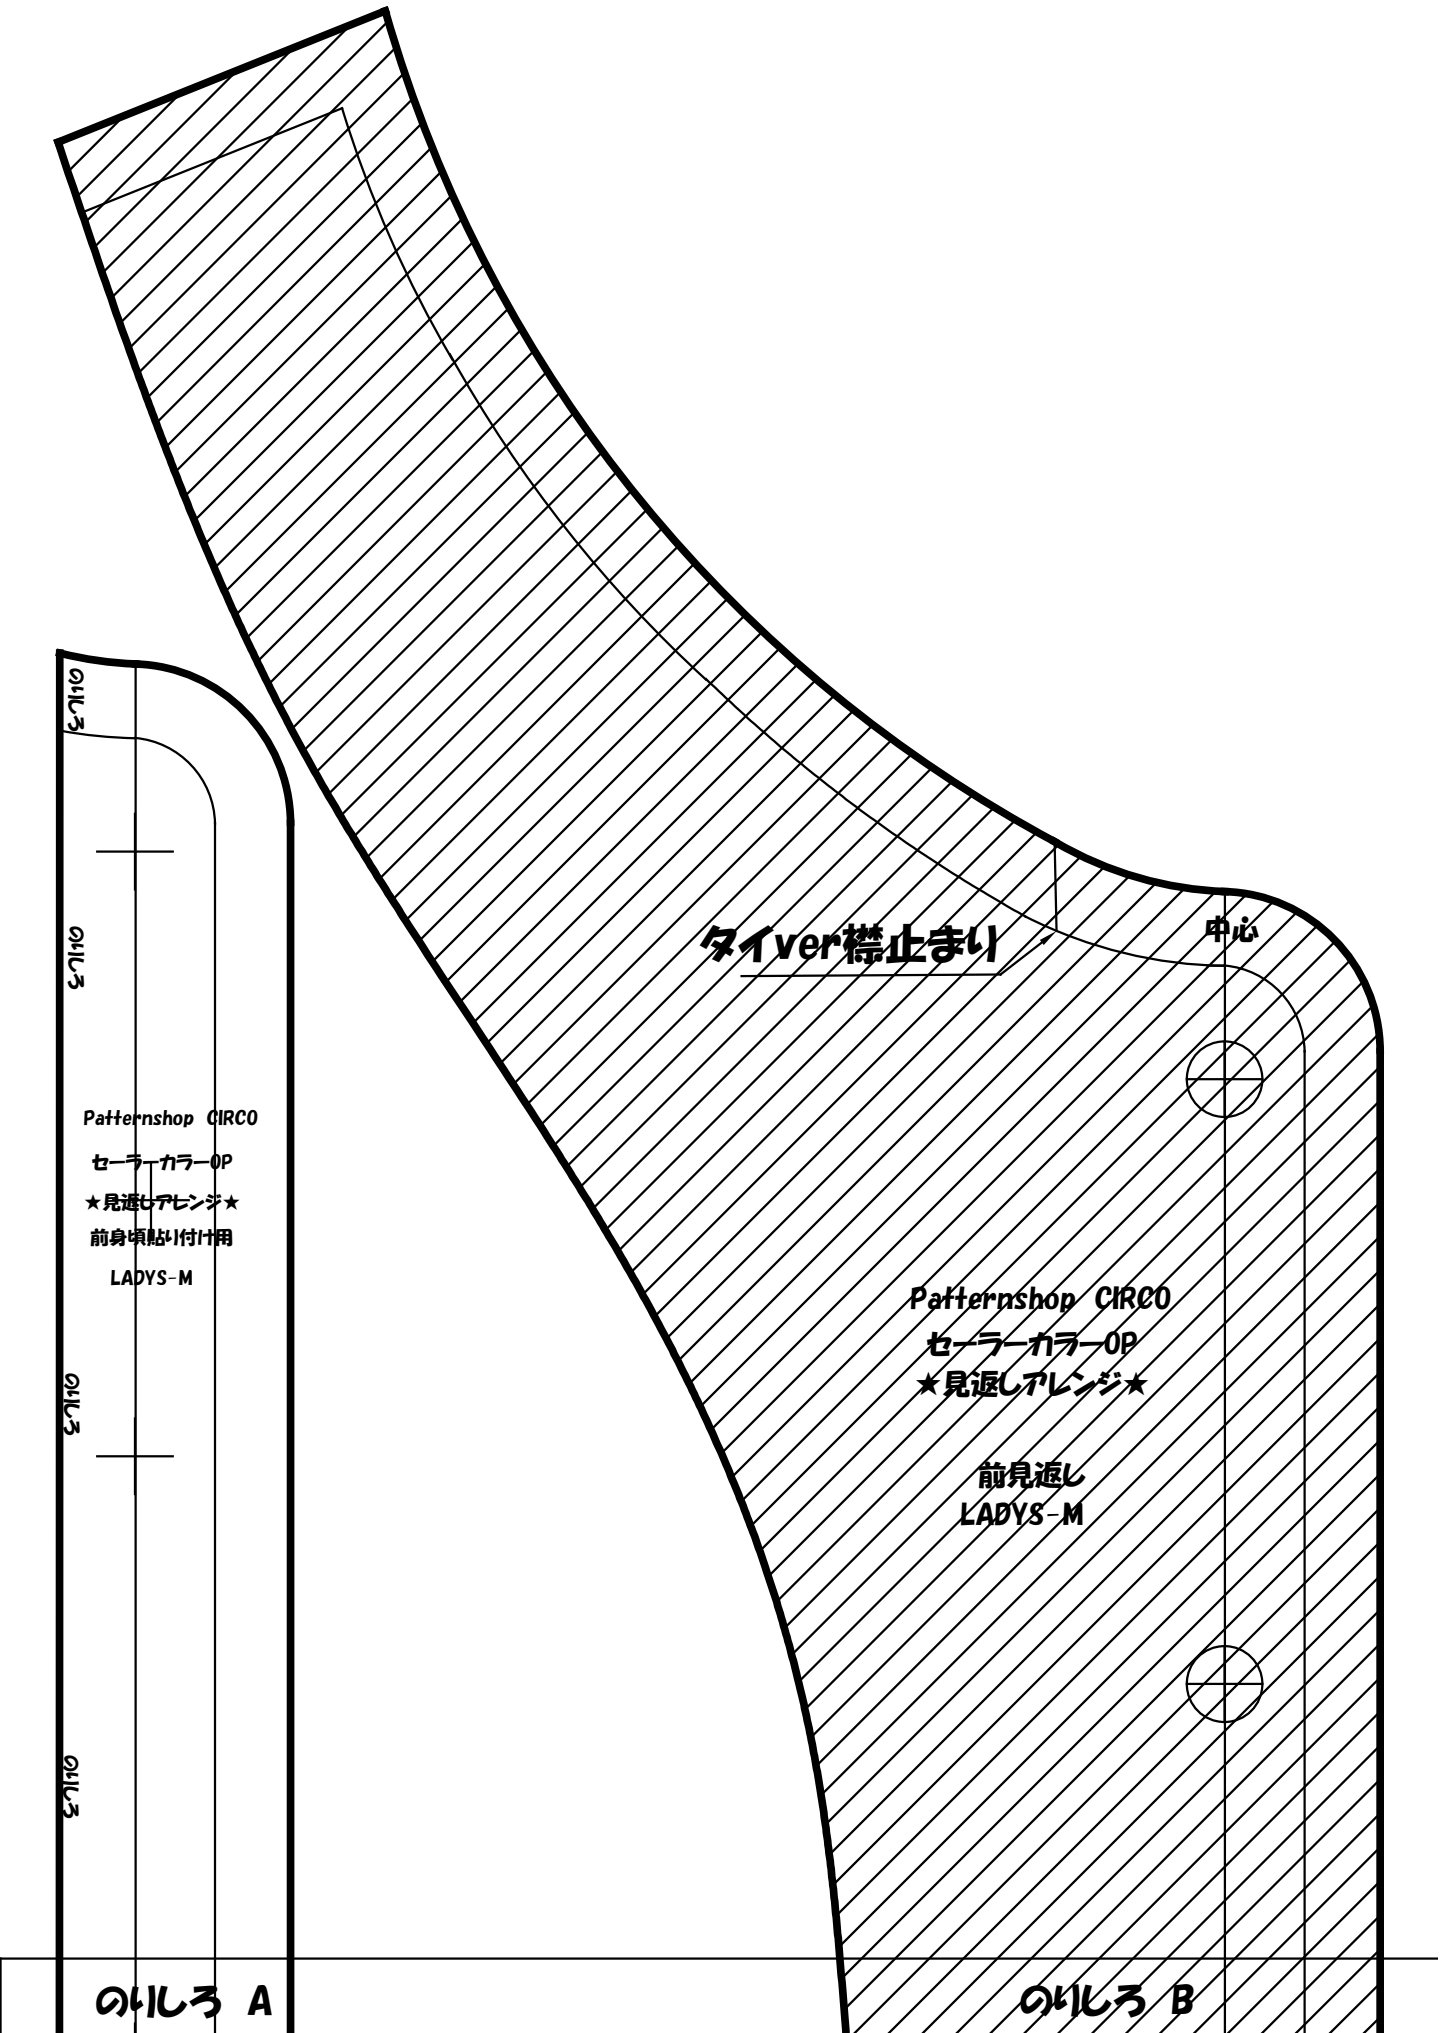 のりしろ
のりしろ
Patternshop CIRCO
セーラーカラーOP
★見返しアレンジ★
前身頃貼り付け用
LADYS-M
のりしろ
のりしろ
のりしろ A
タイver襟止まり
中心
Patternshop CIRCO
セーラーカラーOP
★見返しアレンジ★
前見返し
LADYS-M
のりしろ B